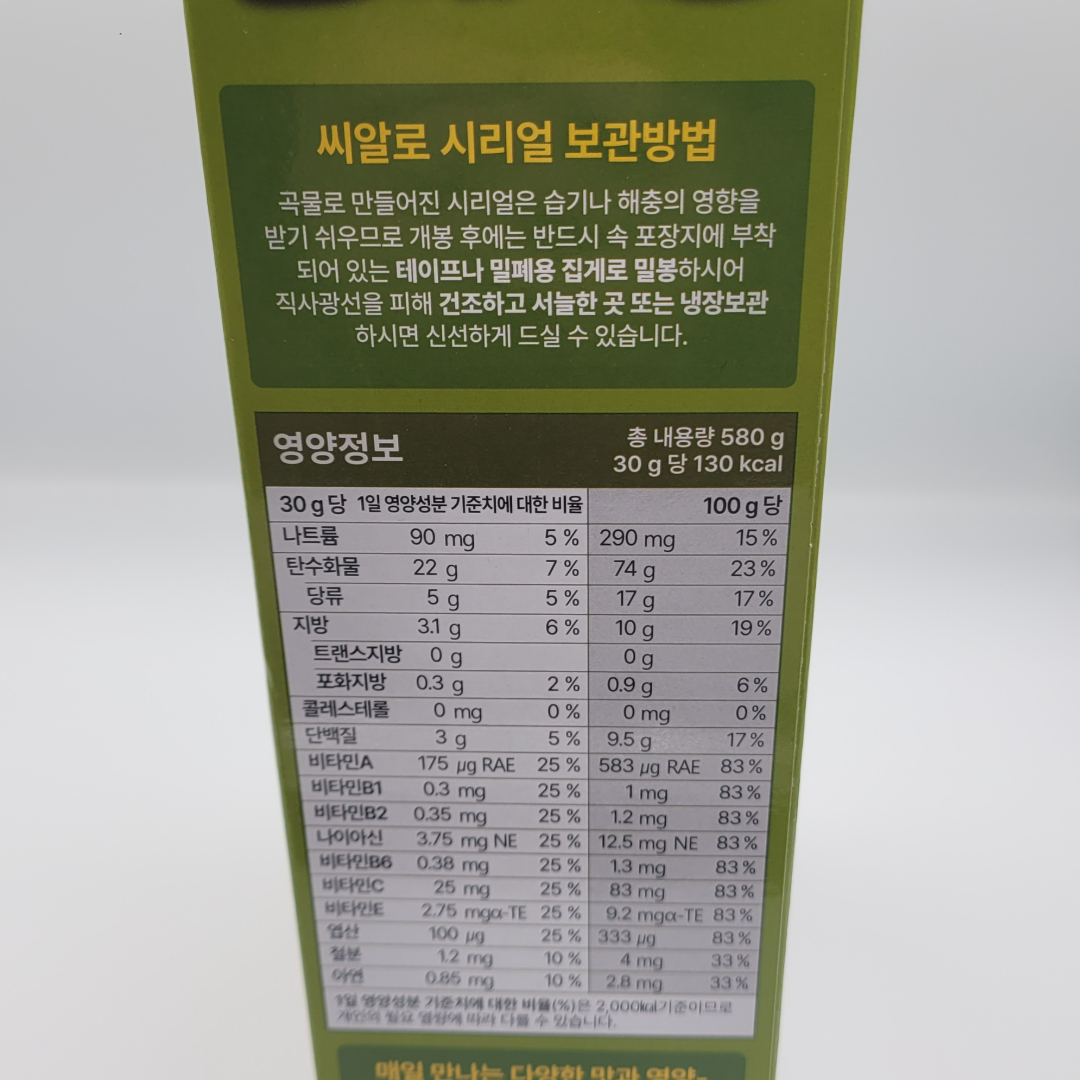 씨알로 시리얼 보관방법
곡물로 만들어진 시리얼은 습기나 해충의 영향을
받기 쉬우므로 개봉 후에는 반드시 속 포장지에 부착
되어 있는 테이프나 밀폐용 집게로 밀봉하시어
직사광선을 피해 건조하고 서늘한 곳 또는 냉장보관
하시면 신선하게 드실 수 있습니다.
영양정보
총 내용량 580 g
30 g 당 130 kcal
30 g 당 1일 영양성분 기준치에 대한 비율 100 g 당
나트륨 90 mg 5 % 290 mg 15 %
탄수화물 22 g 7 % 74 g 23 %
당류 5 g 5 % 17 g 17 %
지방 3.1 g 6 % 10 g 19 %
트랜스지방 0 g 0 g
포화지방 0.3 g 2 % 0.9 g 6 %
콜레스테롤 0 mg 0 % 0 mg 0 %
단백질 3 g 5 % 9.5 g 17 %
비타민A 175 µg RAE 25 % 583 µg RAE 83 %
비타민B1 0.3 mg 25 % 1 mg 83 %
비타민B2 0.35 mg 25 % 1.2 mg 83 %
나이아신 3.75 mg NE 25 % 12.5 mg NE 83 %
비타민B6 0.38 mg 25 % 1.3 mg 83 %
비타민C 25 mg 25 % 83 mg 83 %
비타민E 2.75 mgα-TE 25 % 9.2 mgα-TE 83 %
엽산 100 µg 25 % 333 µg 83 %
철분 1.2 mg 10 % 4 mg 33 %
아연 0.85 mg 10 % 2.8 mg 33 %
1일 영양성분 기준치에 대한 비율(%)은 2,000kcal기준이므로
개인의 필요 열량에 따라 다를 수 있습니다.
매일 만나는 다양한 맛과 영양